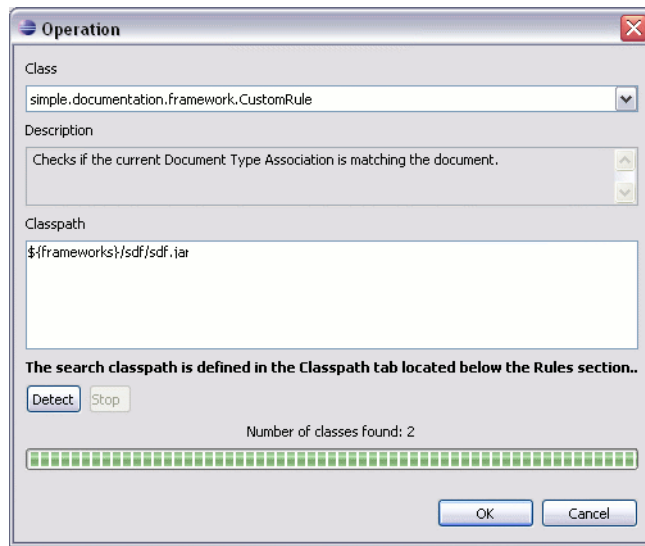 Operation
Class
simple.documentation.framework.CustomRule
Description
Checks if the current Document Type Association is matching the document.
Classpath
${frameworks}/sdf/sdf.jar
The search classpath is defined in the Classpath tab located below the Rules section..
Detect Stop
Number of classes found: 2
OK Cancel